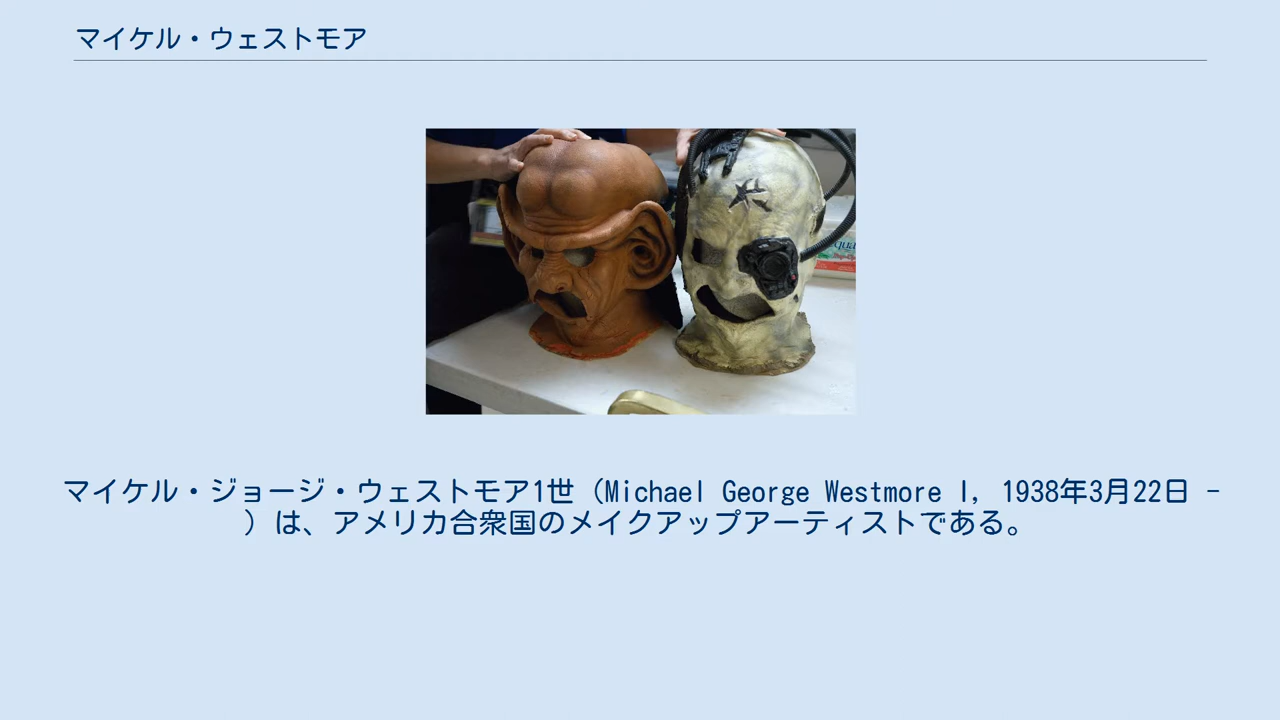 マイケル・ウェストモア
マイケル・ジョージ・ウェストモア1世（Michael George Westmore I, 1938年3月22日 -
）は、アメリカ合衆国のメイクアップアーティストである。